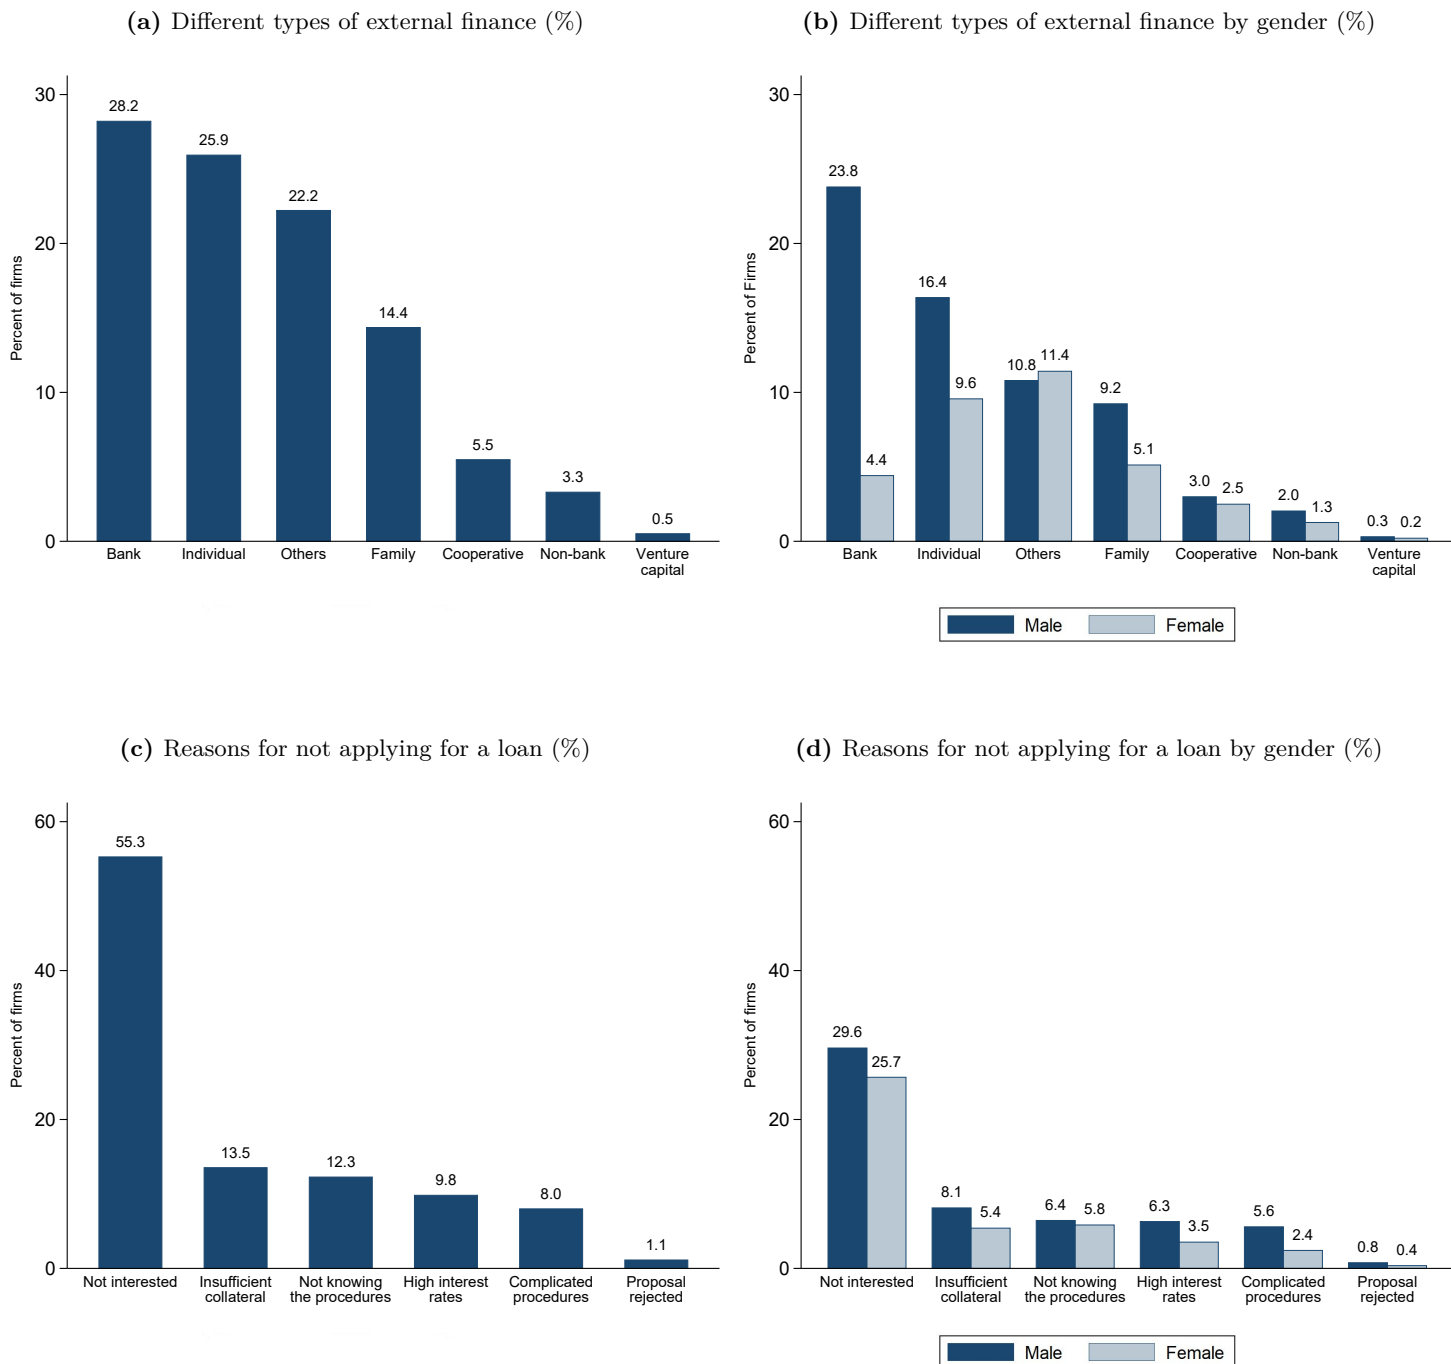 (a) Different types of external finance (%)
Percent of firms
30
20
10
0
28.2
25.9
22.2
14.4
5.5
3.3
0.5
Bank
Individual
Others
Family
Cooperative
Non-bank
Venture
capital
(b) Different types of external finance by gender (%)
Percent of Firms
30
20
10
0
23.8
4.4
16.4
9.6
10.8
11.4
9.2
5.1
3.0
2.5
2.0
1.3
0.3
0.2
Bank
Individual
Others
Family
Cooperative
Non-bank
Venture
capital
Male
Female
(c) Reasons for not applying for a loan (%)
Percent of firms
60
40
20
0
55.3
13.5
12.3
9.8
8.0
1.1
Not interested
Insufficient
collateral
Not knowing
the procedures
High interest
rates
Complicated
procedures
Proposal
rejected
(d) Reasons for not applying for a loan by gender (%)
Percent of firms
60
40
20
0
29.6
25.7
8.1
5.4
6.4
5.8
6.3
3.5
5.6
2.4
0.8
0.4
Not interested
Insufficient
collateral
Not knowing
the procedures
High interest
rates
Complicated
procedures
Proposal
rejected
Male
Female